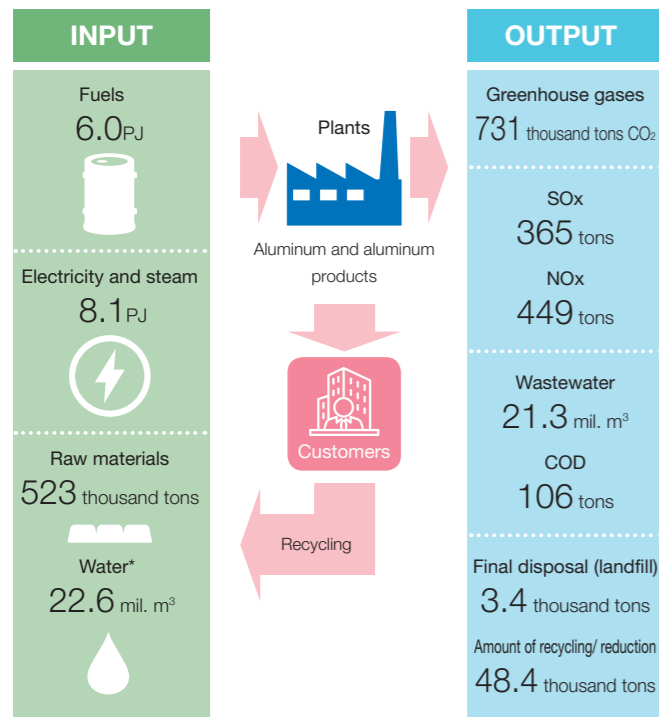 INPUT
Fuels
6.0PJ
Electricity and steam
8.1PJ
Raw materials
523 thousand tons
Water*
22.6 mil. m³
Plants
Aluminum and aluminum
products
Customers
Recycling
OUTPUT
Greenhouse gases
731 thousand tons CO₂
SOx
365 tons
NOx
449 tons
Wastewater
21.3 mil. m³
COD
106 tons
Final disposal (landfill)
3.4 thousand tons
Amount of recycling/ reduction
48.4 thousand tons